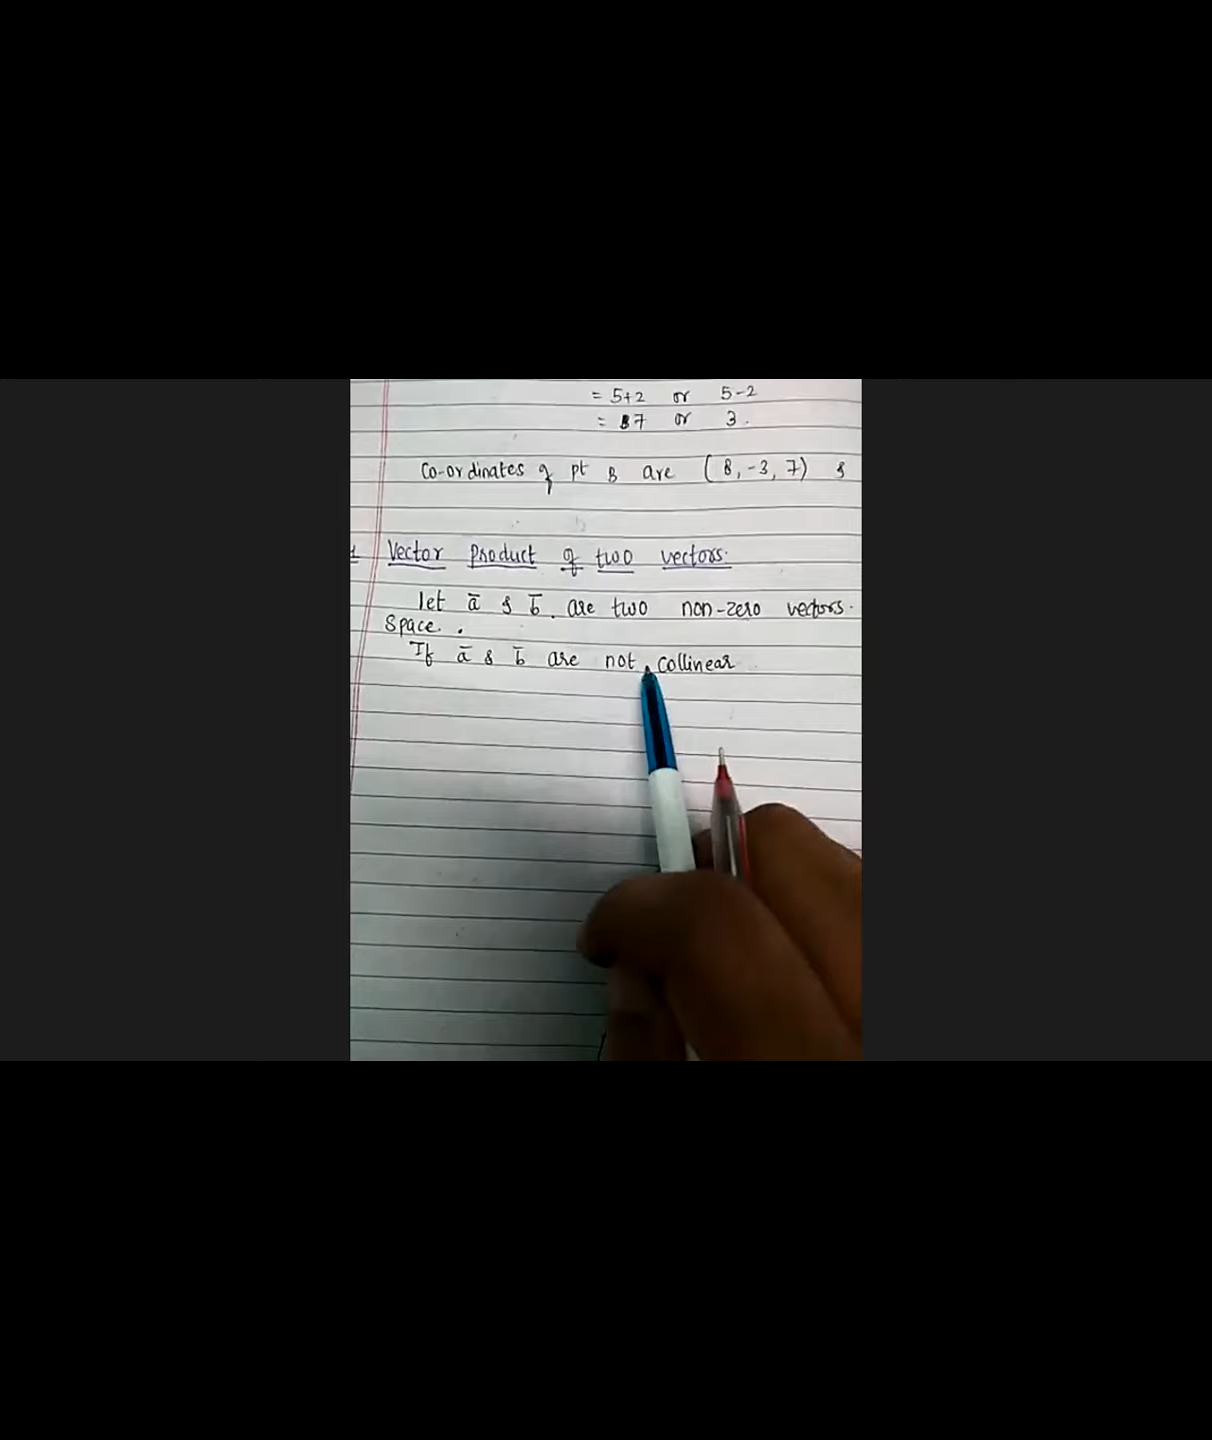 = 5+2 or 5-2
= 7 or 3.
Co-ordinates of pt B are (8, -3, 7) &
Vector Product of two vectors.
let a̅ & b̅ are two non-zero vectors.
Space.
If a̅ & b̅ are not collinear